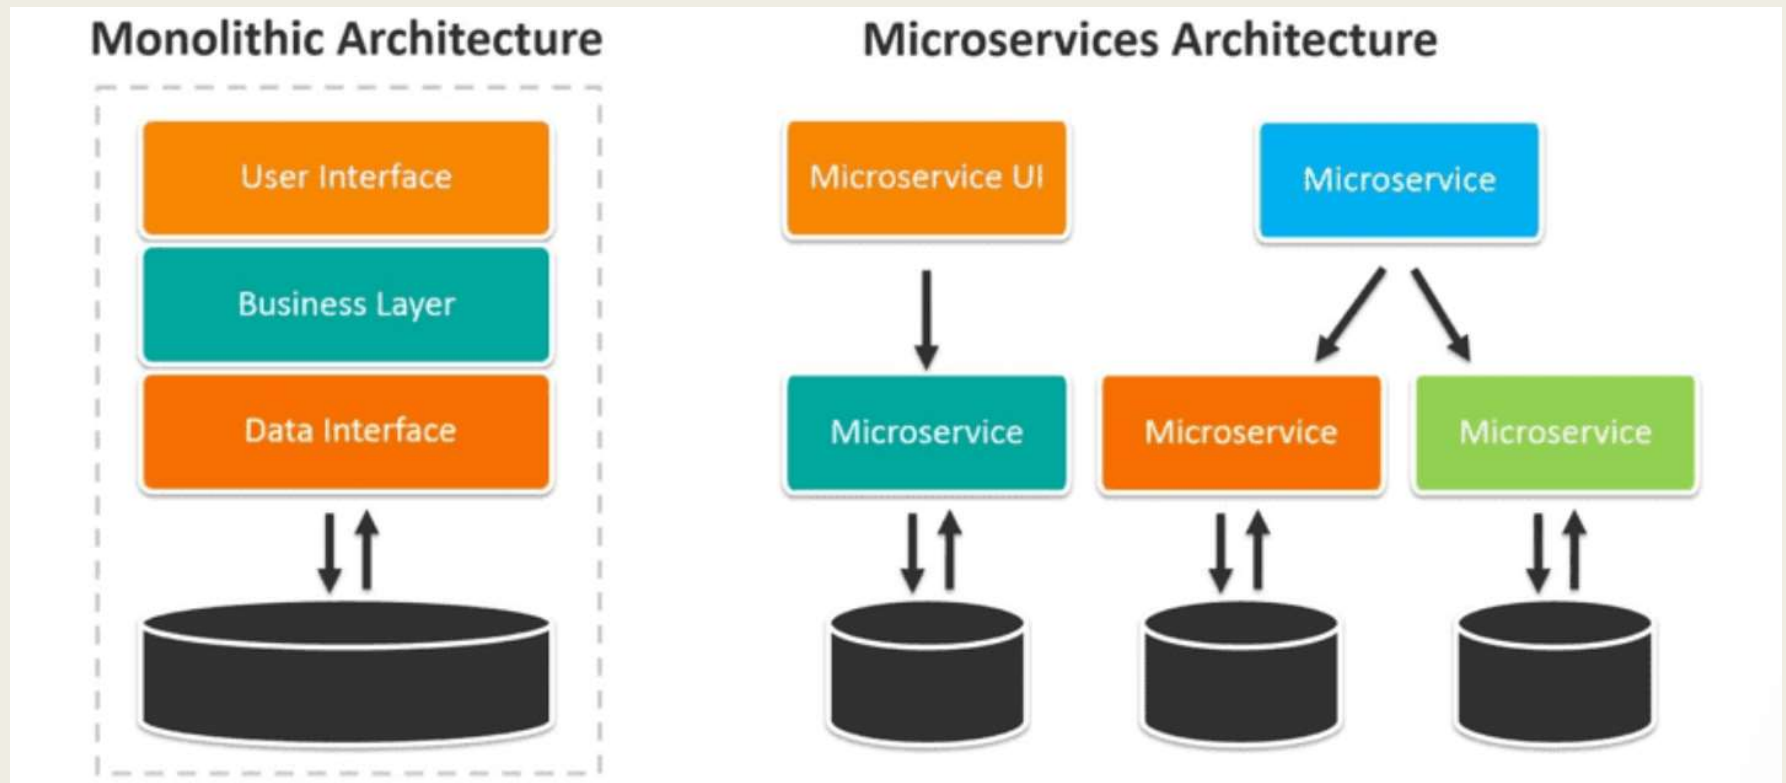 Monolithic Architecture
User Interface
Business Layer
Data Interface
Microservices Architecture
Microservice UI
Microservice
Microservice
Microservice
Microservice